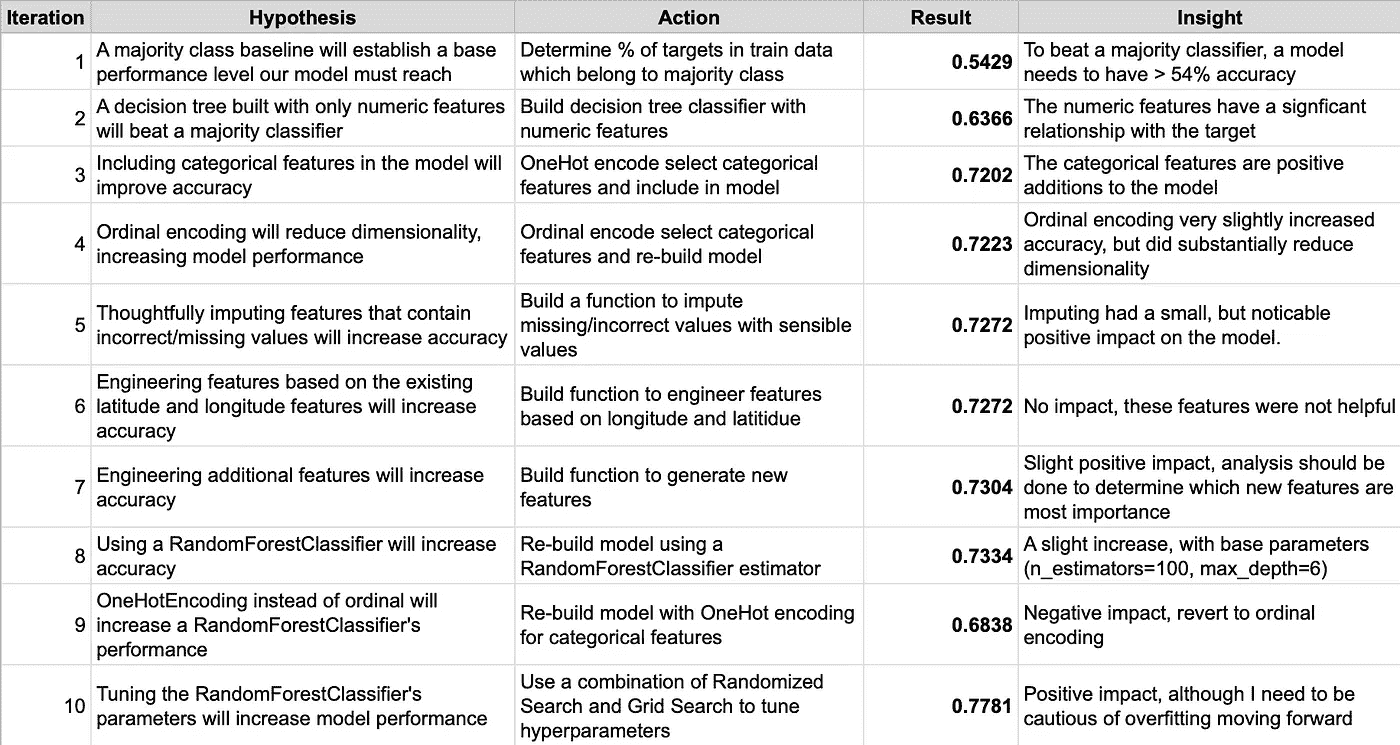 Iteration Hypothesis Action Result Insight
1 A majority class baseline will establish a base performance level our model must reach Determine % of targets in train data which belong to majority class 0.5429 To beat a majority classifier, a model needs to have > 54% accuracy
2 A decision tree built with only numeric features will beat a majority classifier Build decision tree classifier with numeric features 0.6366 The numeric features have a signficant relationship with the target
3 Including categorical features in the model will improve accuracy OneHot encode select categorical features and include in model 0.7202 The categorical features are positive additions to the model
4 Ordinal encoding will reduce dimensionality, increasing model performance Ordinal encode select categorical features and re-build model 0.7223 Ordinal encoding very slightly increased accuracy, but did substantially reduce dimensionality
5 Thoughtfully imputing features that contain incorrect/missing values will increase accuracy Build a function to impute missing/incorrect values with sensible values 0.7272 Imputing had a small, but noticable positive impact on the model.
6 Engineering features based on the existing latitude and longitude features will increase accuracy Build function to engineer features based on longitude and latitidue 0.7272 No impact, these features were not helpful
7 Engineering additional features will increase accuracy Build function to generate new features 0.7304 Slight positive impact, analysis should be done to determine which new features are most importance
8 Using a RandomForestClassifier will increase accuracy Re-build model using a RandomForestClassifier estimator 0.7334 A slight increase, with base parameters (n_estimators=100, max_depth=6)
9 OneHotEncoding instead of ordinal will increase a RandomForestClassifier's performance Re-build model with OneHot encoding for categorical features 0.6838 Negative impact, revert to ordinal encoding
10 Tuning the RandomForestClassifier's parameters will increase model performance Use a combination of Randomized Search and Grid Search to tune hyperparameters 0.7781 Positive impact, although I need to be cautious of overfitting moving forward